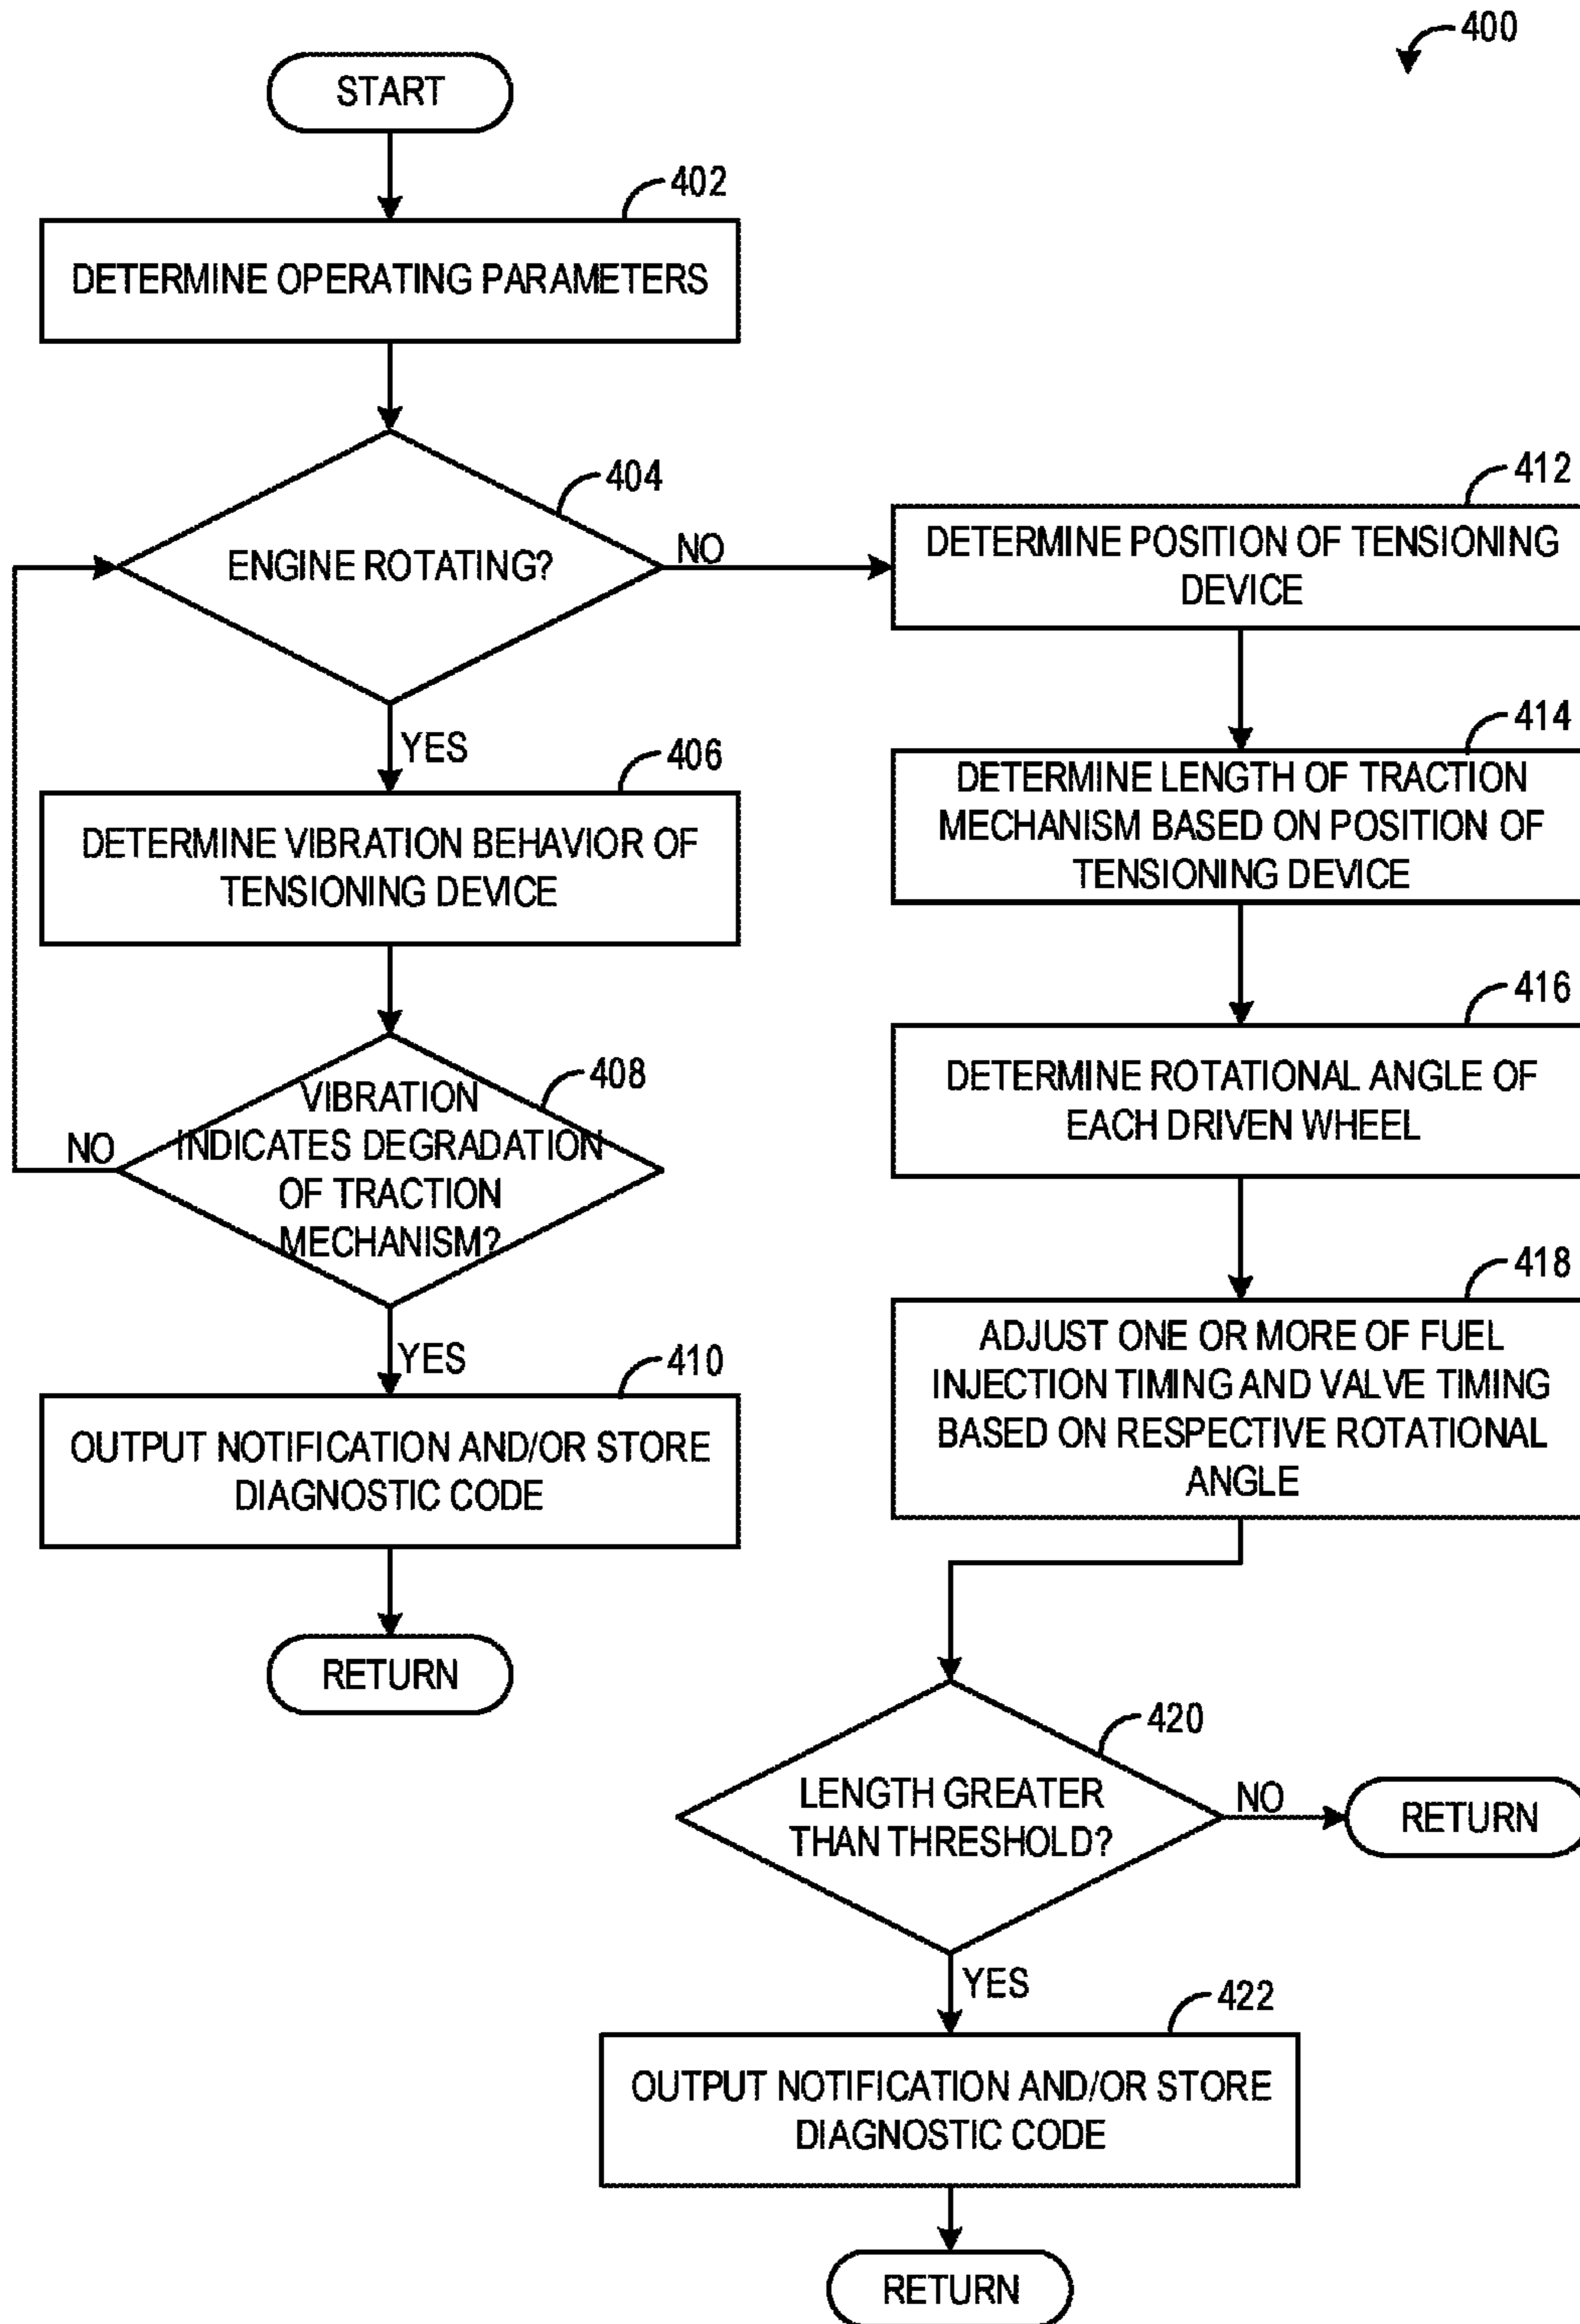 400
START
402
DETERMINE OPERATING PARAMETERS
404
ENGINE ROTATING?
NO
YES
406
DETERMINE VIBRATION BEHAVIOR OF
TENSIONING DEVICE
408
VIBRATION
INDICATES DEGRADATION
OF TRACTION
MECHANISM?
NO
YES
410
OUTPUT NOTIFICATION AND/OR STORE
DIAGNOSTIC CODE
RETURN
412
DETERMINE POSITION OF TENSIONING
DEVICE
414
DETERMINE LENGTH OF TRACTION
MECHANISM BASED ON POSITION OF
TENSIONING DEVICE
416
DETERMINE ROTATIONAL ANGLE OF
EACH DRIVEN WHEEL
418
ADJUST ONE OR MORE OF FUEL
INJECTION TIMING AND VALVE TIMING
BASED ON RESPECTIVE ROTATIONAL
ANGLE
420
LENGTH GREATER
THAN THRESHOLD?
NO
RETURN
YES
422
OUTPUT NOTIFICATION AND/OR STORE
DIAGNOSTIC CODE
RETURN